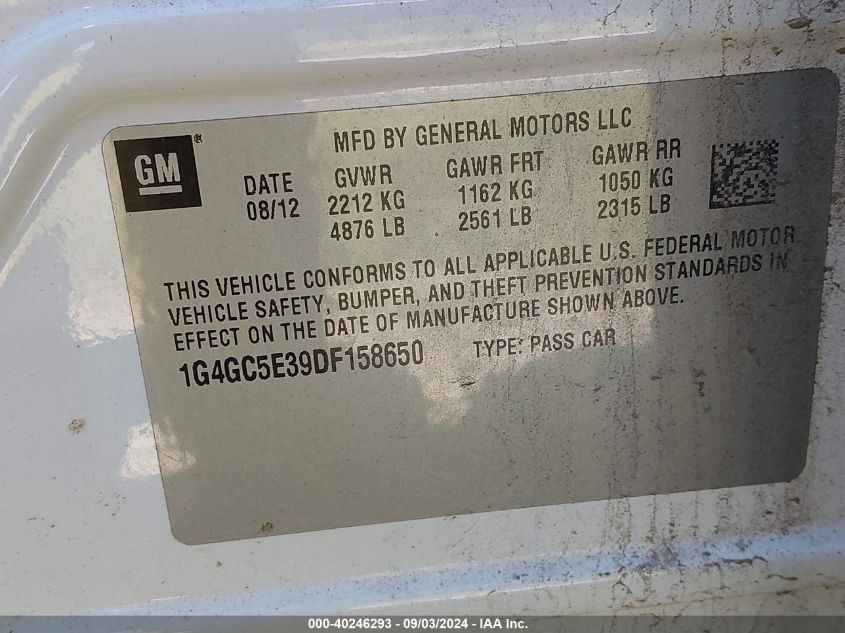 MFD BY GENERAL MOTORS LLC
GM®
DATE GVWR GAWR FRT GAWR RR
08/12 2212 KG 1162 KG 1050 KG
4876 LB 2561 LB 2315 LB
THIS VEHICLE CONFORMS TO ALL APPLICABLE U.S. FEDERAL MOTOR
VEHICLE SAFETY, BUMPER, AND THEFT PREVENTION STANDARDS IN
EFFECT ON THE DATE OF MANUFACTURE SHOWN ABOVE.
1G4GC5E39DF158650 TYPE: PASS CAR
000-40246293 - 09/03/2024 - IAA Inc.